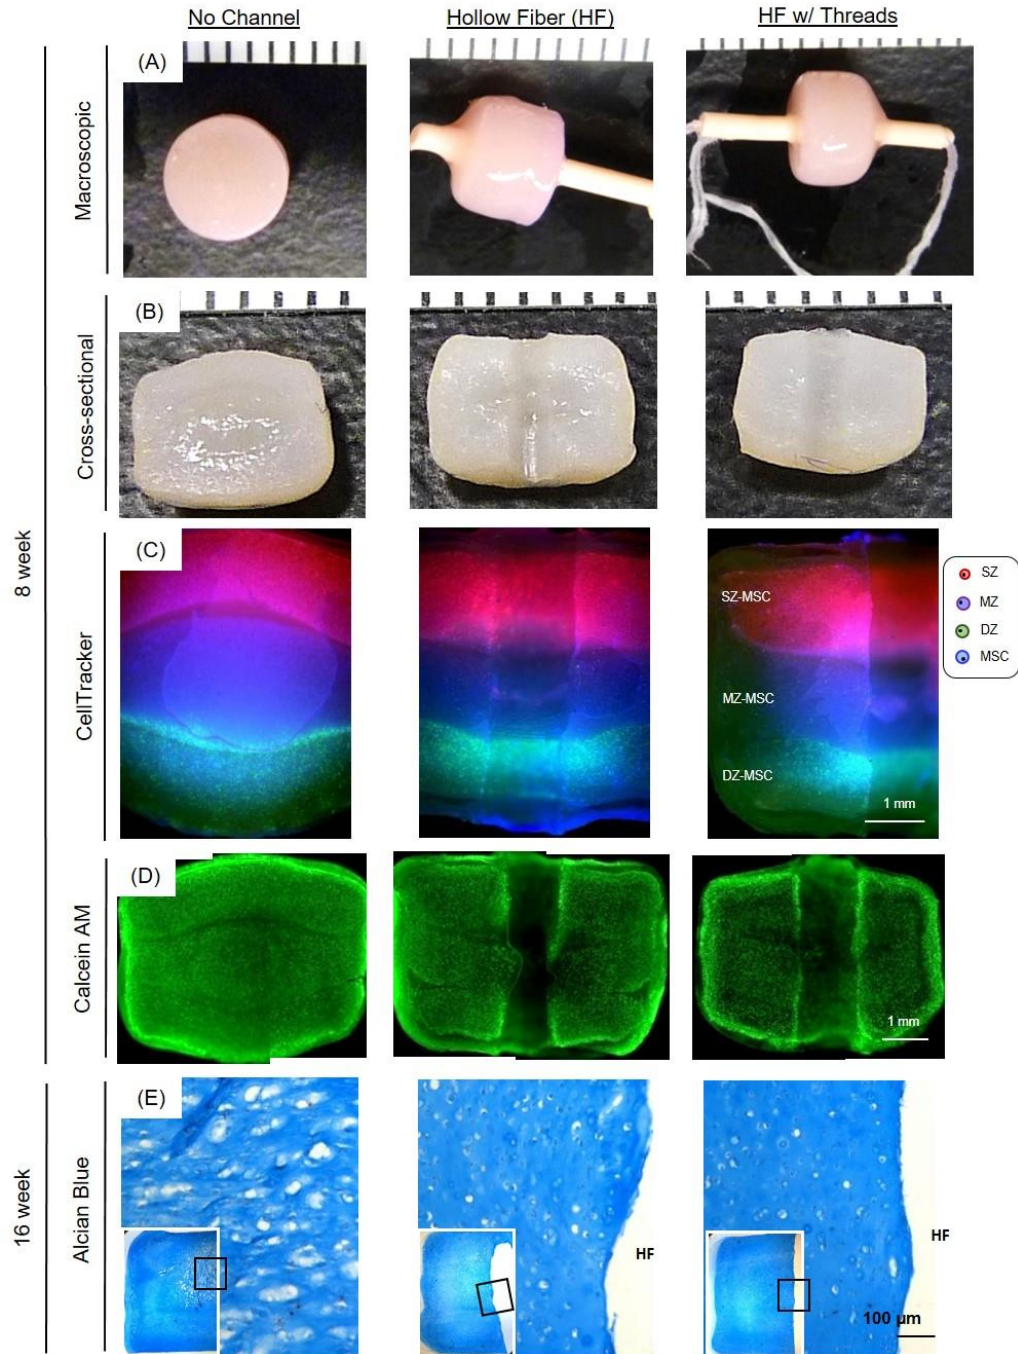 No Channel
Hollow Fiber (HF)
HF w/ Threads
8 week
Macroscopic
(A)
Cross-sectional
(B)
CellTracker
(C)
SZ-MSC
MZ-MSC
DZ-MSC
1 mm
SZ
MZ
DZ
MSC
Calcein AM
(D)
1 mm
16 week
Alcian Blue
(E)
HF
HF
100 µm